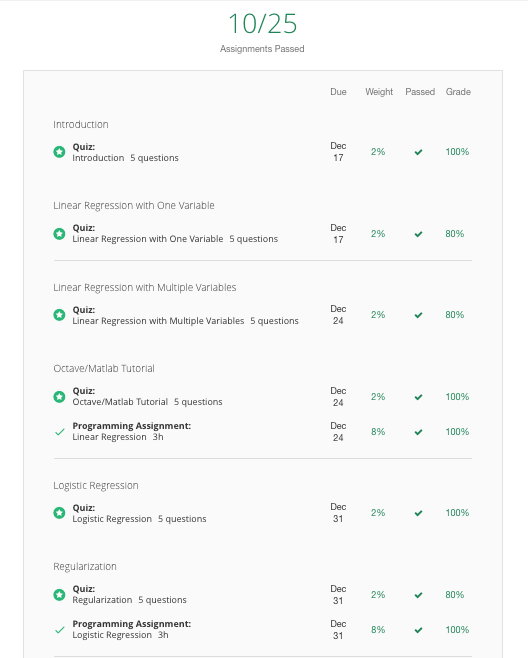 10/25
Assignments Passed
Due Weight Passed Grade
Introduction
Quiz:
Introduction 5 questions
Dec
17
2%
100%
Linear Regression with One Variable
Quiz:
Linear Regression with One Variable 5 questions
Dec
17
2%
80%
Linear Regression with Multiple Variables
Quiz:
Linear Regression with Multiple Variables 5 questions
Dec
24
2%
80%
Octave/Matlab Tutorial
Quiz:
Octave/Matlab Tutorial 5 questions
Dec
24
2%
100%
Programming Assignment:
Linear Regression 3h
Dec
24
8%
100%
Logistic Regression
Quiz:
Logistic Regression 5 questions
Dec
31
2%
100%
Regularization
Quiz:
Regularization 5 questions
Dec
31
2%
80%
Programming Assignment:
Logistic Regression 3h
Dec
31
8%
100%